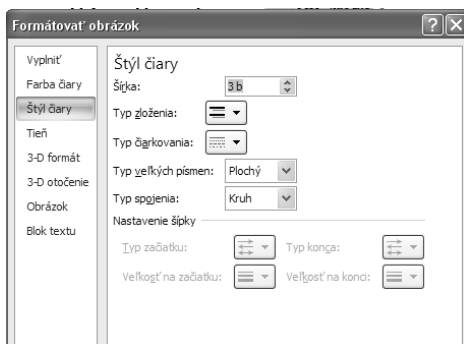 Formátovať obrázok
Vyplniť
Farba čiary
Štýl čiary
Tieň
3-D formát
3-D otočenie
Obrázok
Blok textu
Štýl čiary
Šírka: 3 b
Typ zloženia:
Typ čiarkovania:
Typ veľkých písmen: Plochý
Typ spojenia: Kruh
Nastavenie šípky
Typ začiatku: Typ konca:
Veľkosť na začiatku: Veľkosť na konci: